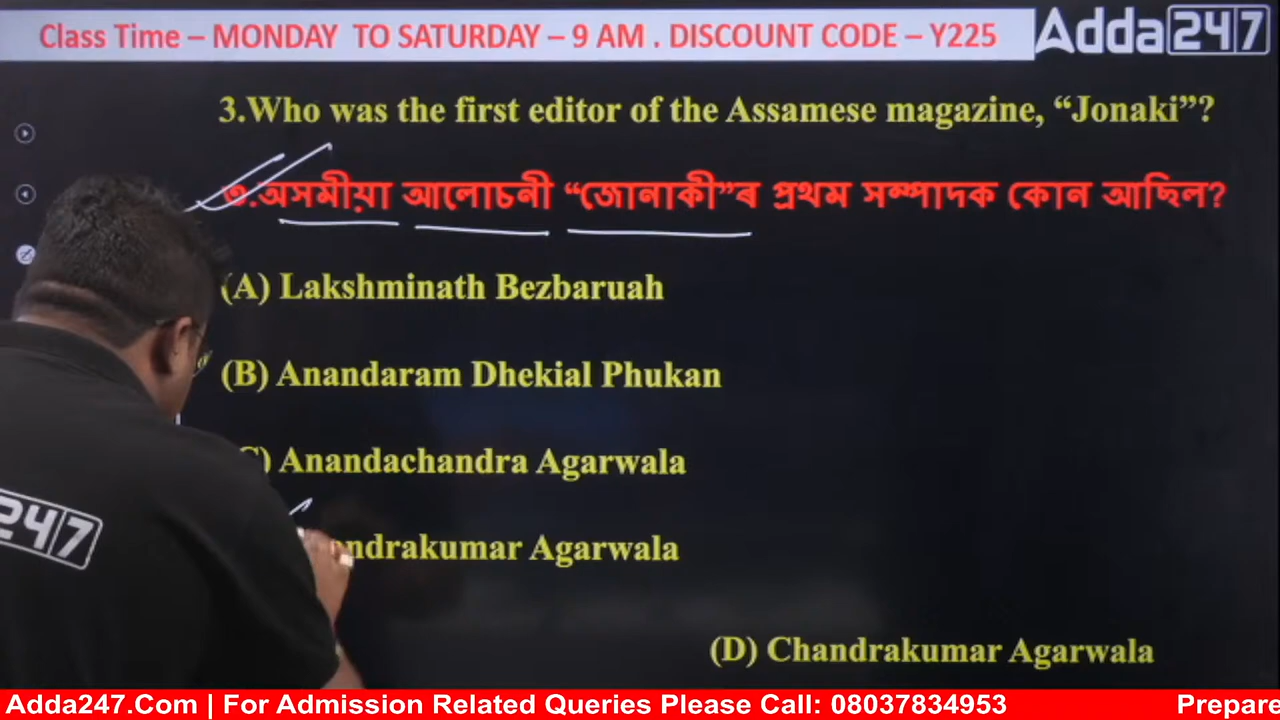 Class Time – MONDAY TO SATURDAY – 9 AM . DISCOUNT CODE – Y225
Adda247
3.Who was the first editor of the Assamese magazine, “Jonaki”?
৩.অসমীয়া আলোচনী “জোনাকী”ৰ প্ৰথম সম্পাদক কোন আছিল?
(A) Lakshminath Bezbaruah
(B) Anandaram Dhekial Phukan
C) Anandachandra Agarwala
andrakumar Agarwala
247
(D) Chandrakumar Agarwala
Adda247.Com | For Admission Related Queries Please Call: 08037834953 Prepare